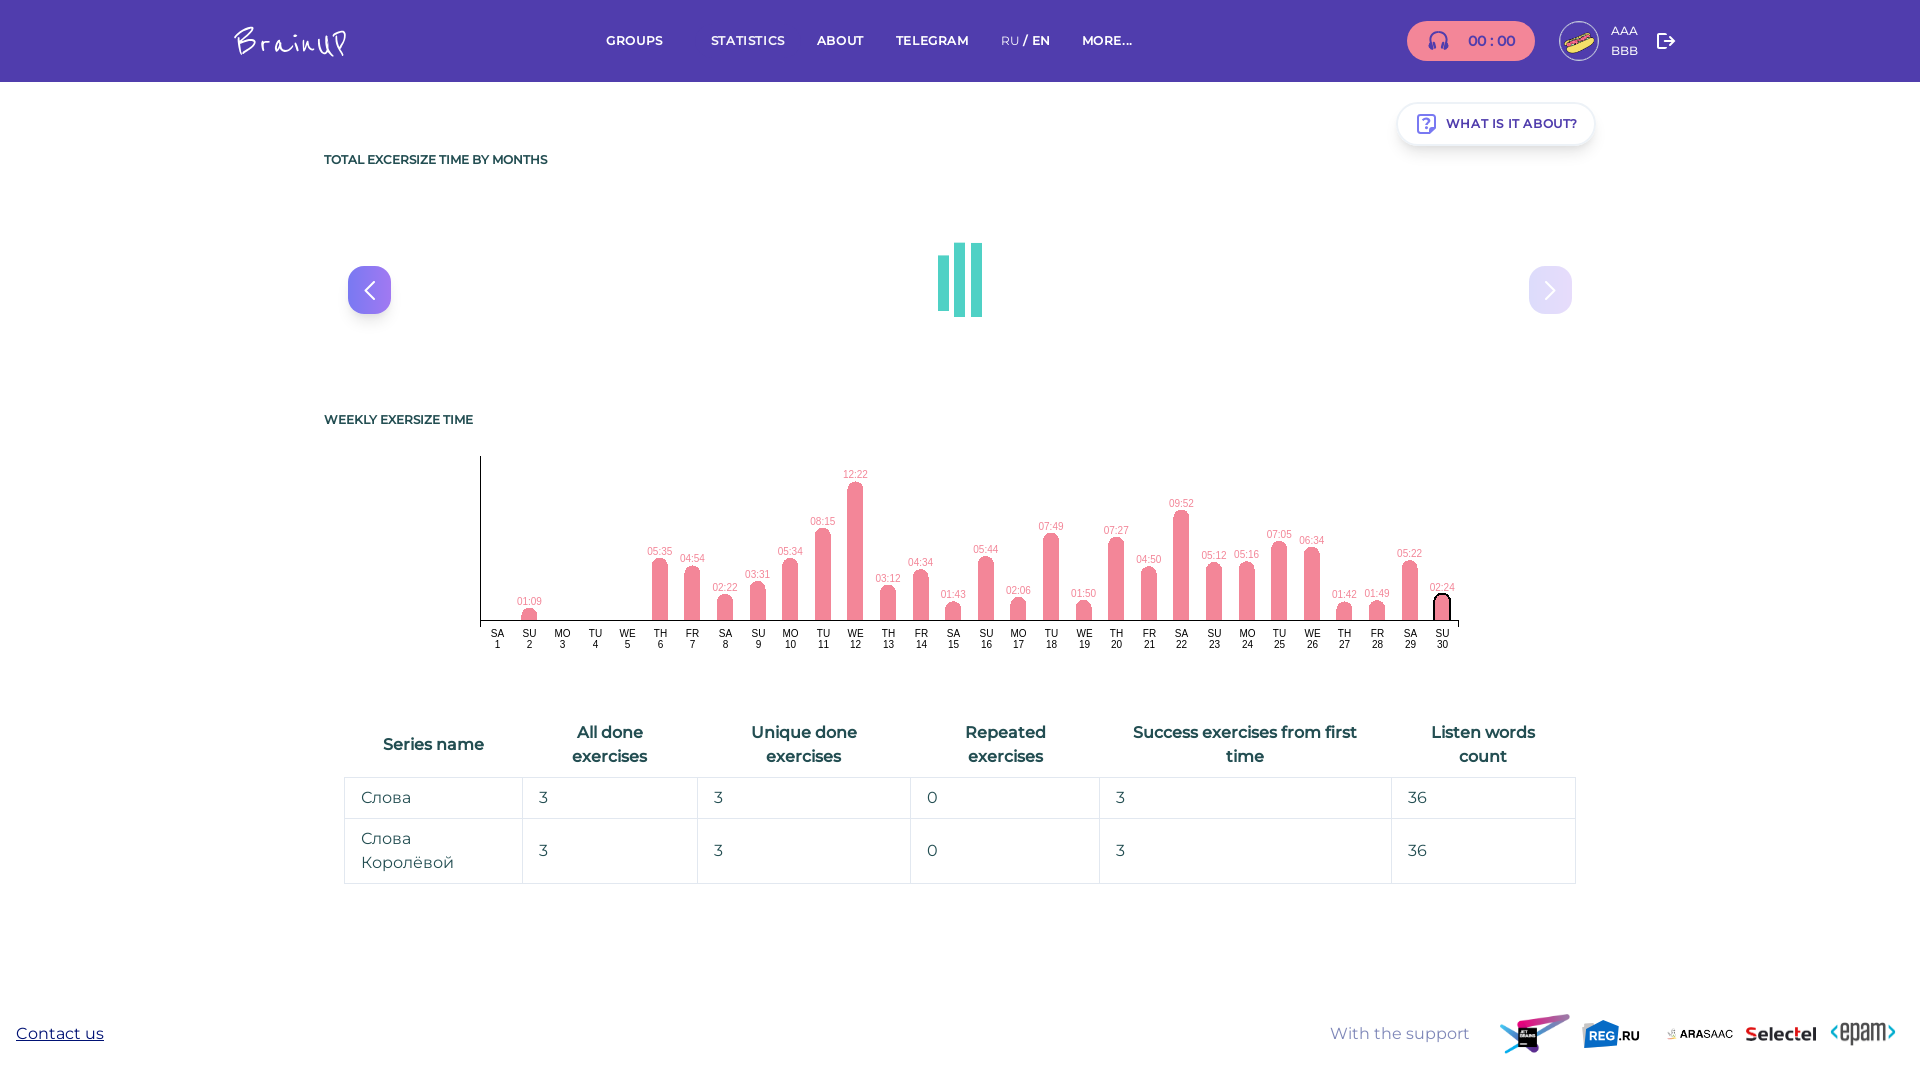 BrainUP
GROUPS
STATISTICS
ABOUT
TELEGRAM
RU / EN
MORE...
00 : 00
AAA
BBB
WHAT IS IT ABOUT?
TOTAL EXCERSIZE TIME BY MONTHS
WEEKLY EXERSIZE TIME
01:09 05:35 04:54 02:22 03:31 05:34 08:15 12:22 03:12 04:34 01:43 05:44 02:06 07:49 01:50 07:27 04:50 09:52 05:12 05:16 07:05 06:34 01:42 01:49 05:22 02:24
SA SU MO TU WE TH FR SA SU MO TU WE TH FR SA SU MO TU WE TH FR SA SU MO TU WE TH FR SA SU
1 2 3 4 5 6 7 8 9 10 11 12 13 14 15 16 17 18 19 20 21 22 23 24 25 26 27 28 29 30
Series name
All done
exercises
Unique done
exercises
Repeated
exercises
Success exercises from first
time
Listen words
count
Слова 3 3 0 3 36
Слова
Королёвой
3 3 0 3 36
Contact us
With the support
REG.RU
ARASAAC
Selectel
<epam>